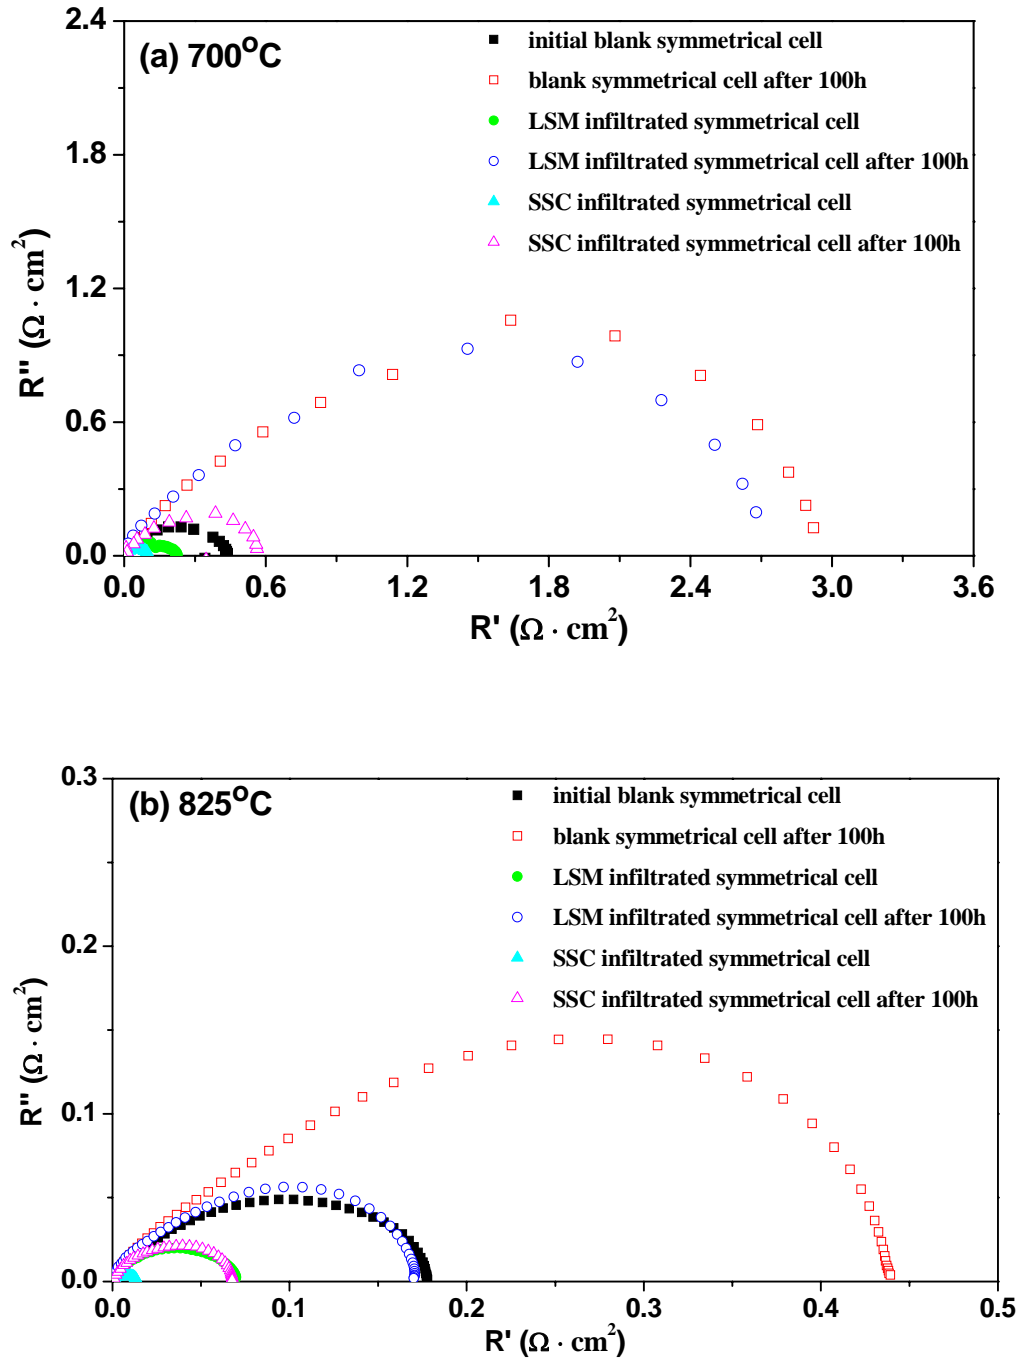 (a) 700°C
initial blank symmetrical cell
blank symmetrical cell after 100h
LSM infiltrated symmetrical cell
LSM infiltrated symmetrical cell after 100h
SSC infiltrated symmetrical cell
SSC infiltrated symmetrical cell after 100h
2.4
1.8
1.2
0.6
0.0
R'' (Ω · cm²)
0.0 0.6 1.2 1.8 2.4 3.0 3.6
R' (Ω · cm²)
(b) 825°C
initial blank symmetrical cell
blank symmetrical cell after 100h
LSM infiltrated symmetrical cell
LSM infiltrated symmetrical cell after 100h
SSC infiltrated symmetrical cell
SSC infiltrated symmetrical cell after 100h
0.3
0.2
0.1
0.0
R'' (Ω · cm²)
0.0 0.1 0.2 0.3 0.4 0.5
R' (Ω · cm²)